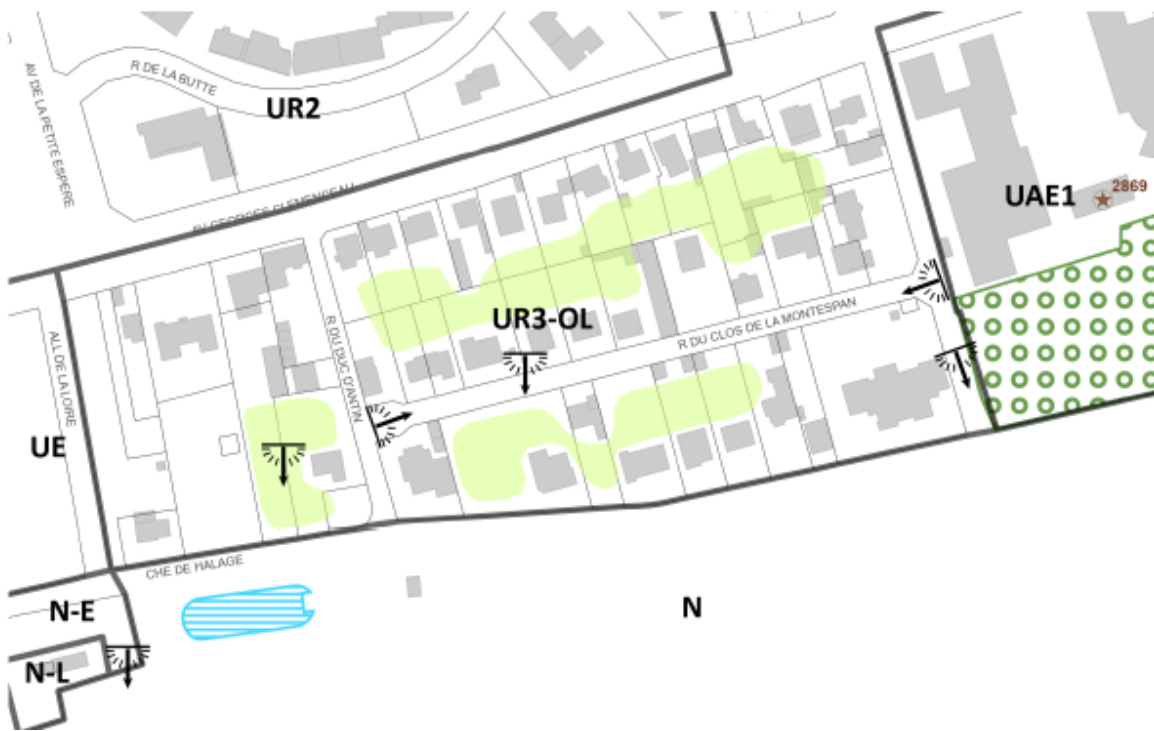 R DE LA BUTTE
AV DE LA PETITE ESPERE
UR2
AV GEORGES CLEMENCEAU
UAE1
2869
UR3-OL
R DU CLOS DE LA MONTESPAN
R DU DUC D'ANTIN
ALL DE LA LOIRE
UE
CHE DE HALAGE
N-E
N
N-L